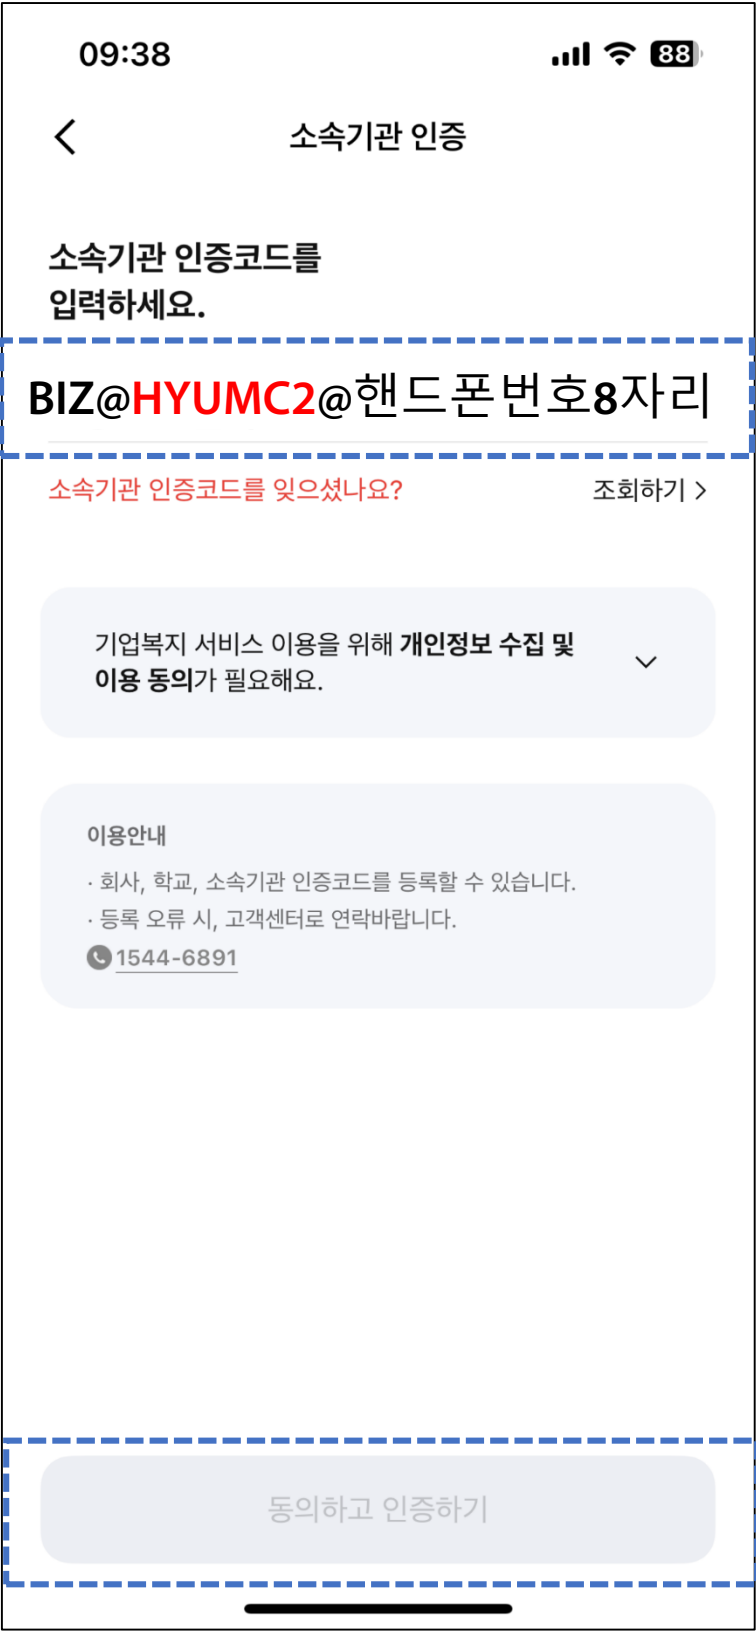 09:38
88
소속기관 인증
소속기관 인증코드를
입력하세요.
BIZ@HYUMC2@핸드폰번호8자리
소속기관 인증코드를 잊으셨나요?
조회하기 >
기업복지 서비스 이용을 위해 개인정보 수집 및
이용 동의가 필요해요.
이용안내
· 회사, 학교, 소속기관 인증코드를 등록할 수 있습니다.
· 등록 오류 시, 고객센터로 연락바랍니다.
1544-6891
동의하고 인증하기